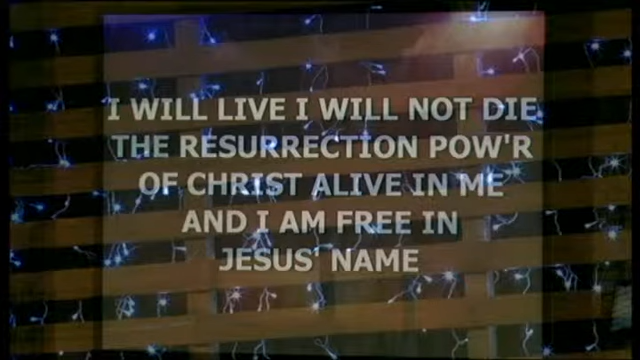 I WILL LIVE I WILL NOT DIE
THE RESURRECTION POW'R
OF CHRIST ALIVE IN ME
AND I AM FREE IN
JESUS' NAME